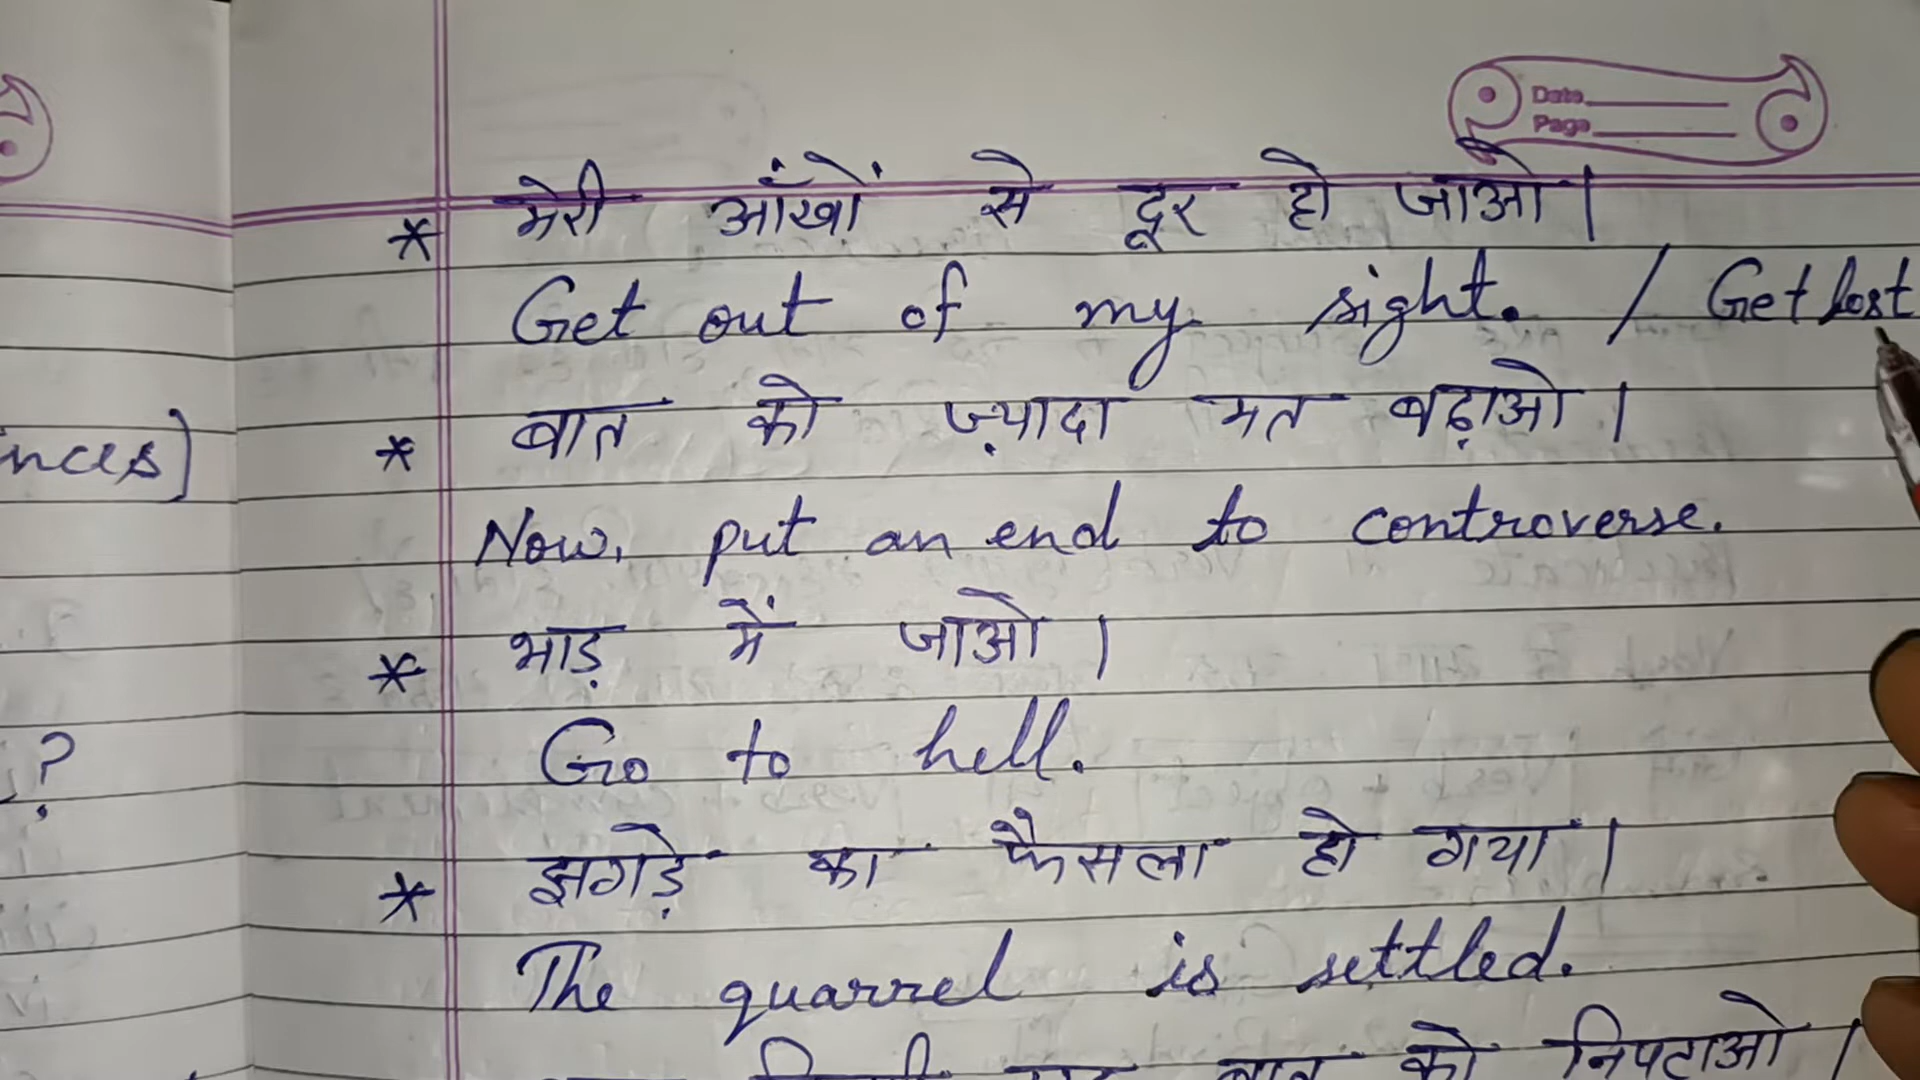 Date
Page
* मेरी आँखों से दूर हो जाओ।
Get out of my sight. / Get lost
* बात को ज़्यादा मत बढ़ाओ।
nces)
Now, put an end to controverse.
* भाड़ में जाओ।
?
Go to hell.
* झगड़े का फैसला हो गया।
The quarrel is settled.
बात को निपटाओ।